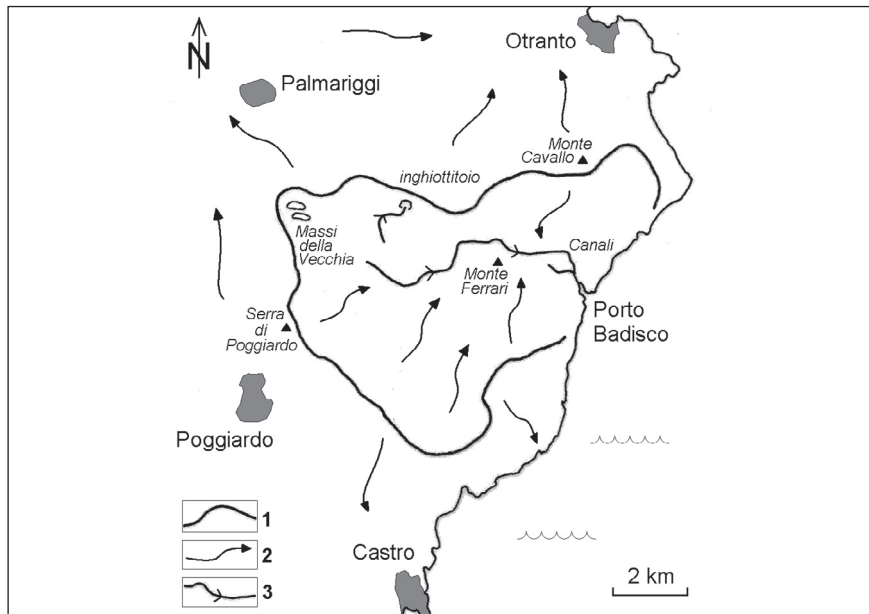 N
Otranto
Palmariggi
Monte
Cavallo
inghiottitoio
Massi
della
Vecchia
Canali
Monte
Ferrari
Serra
di
Poggiardo
Porto
Badisco
Poggiardo
1
2
3
Castro
2 km